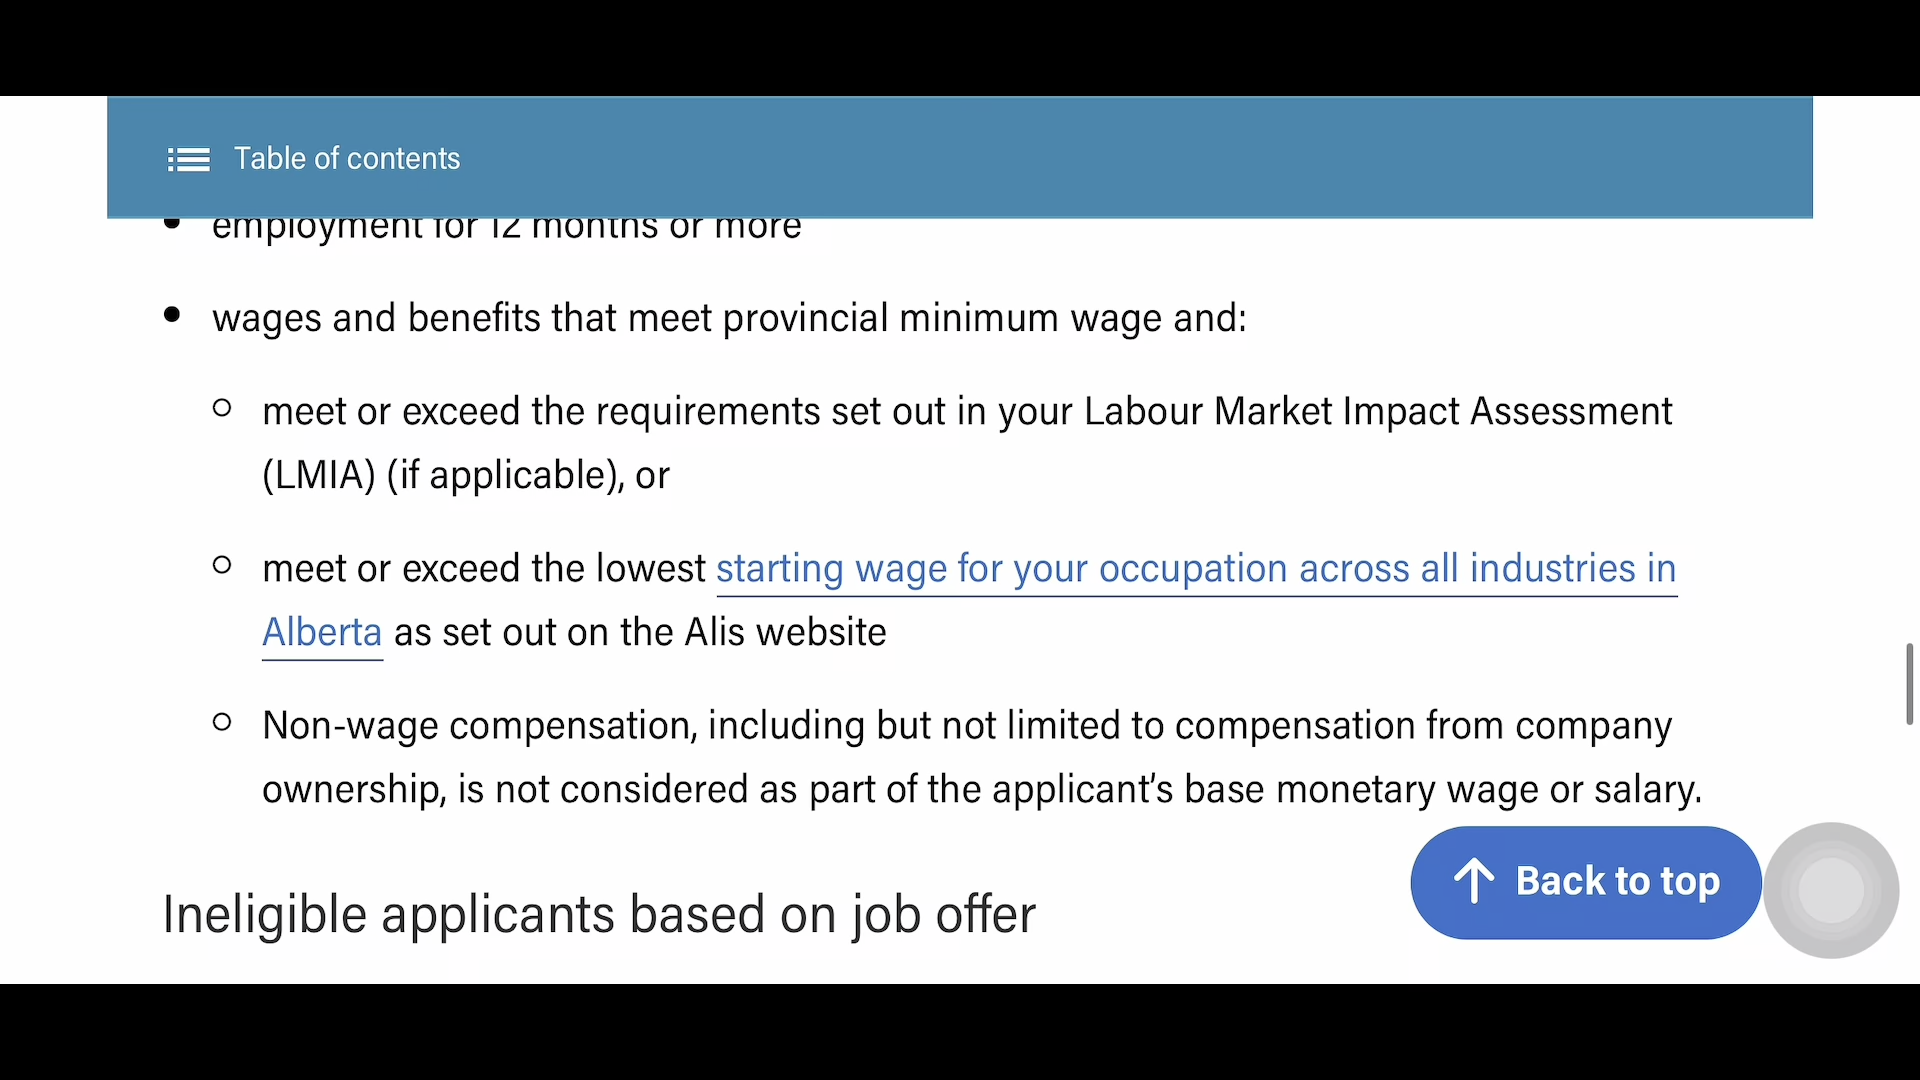 Table of contents
employment for 12 months or more
wages and benefits that meet provincial minimum wage and:
meet or exceed the requirements set out in your Labour Market Impact Assessment
(LMIA) (if applicable), or
meet or exceed the lowest starting wage for your occupation across all industries in
Alberta as set out on the Alis website
Non-wage compensation, including but not limited to compensation from company
ownership, is not considered as part of the applicant’s base monetary wage or salary.
Back to top
Ineligible applicants based on job offer